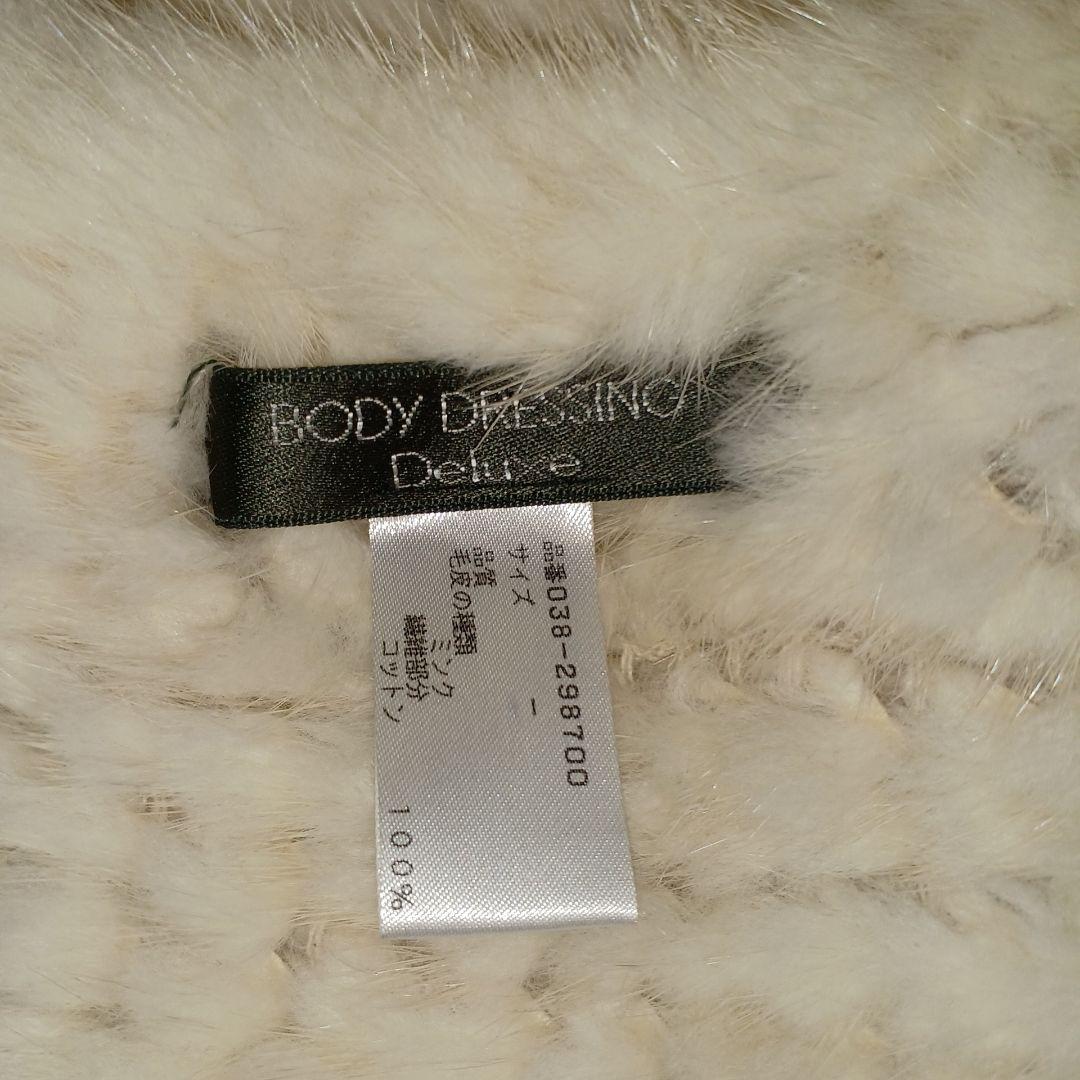 BODY DRESSING
Deluxe
品番038-298700
サイズ －
品質
毛皮の種類
ミンク
繊維部分
コットン 100%